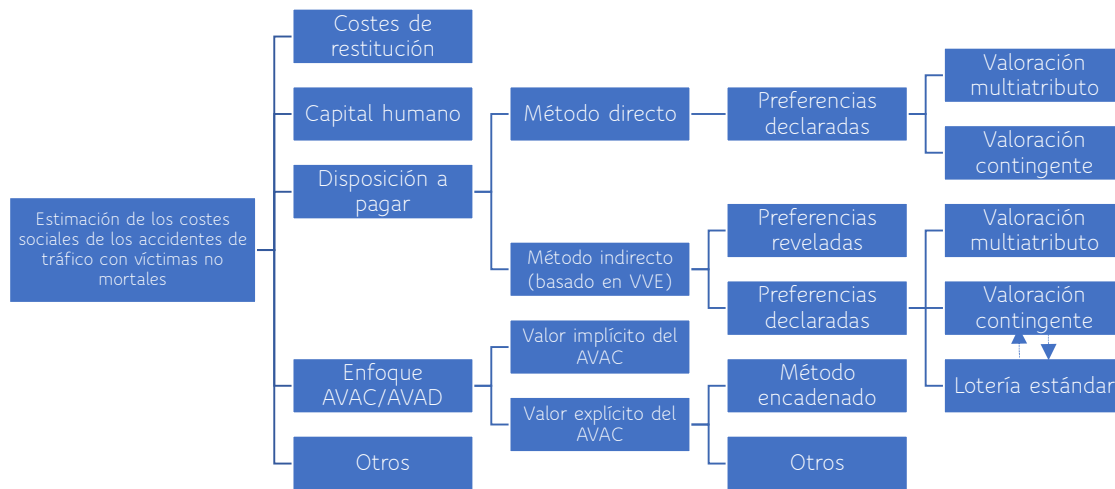 Estimación de los costes
sociales de los accidentes de
tráfico con víctimas no
mortales
Costes de
restitución
Capital humano
Disposición a
pagar
Método directo
Preferencias
declaradas
Valoración
multiatributo
Valoración
contingente
Método indirecto
(basado en VVE)
Preferencias
reveladas
Preferencias
declaradas
Valoración
multiatributo
Valoración
contingente
Lotería estándar
Enfoque
AVAC/AVAD
Valor implícito del
AVAC
Valor explícito del
AVAC
Método
encadenado
Otros
Otros